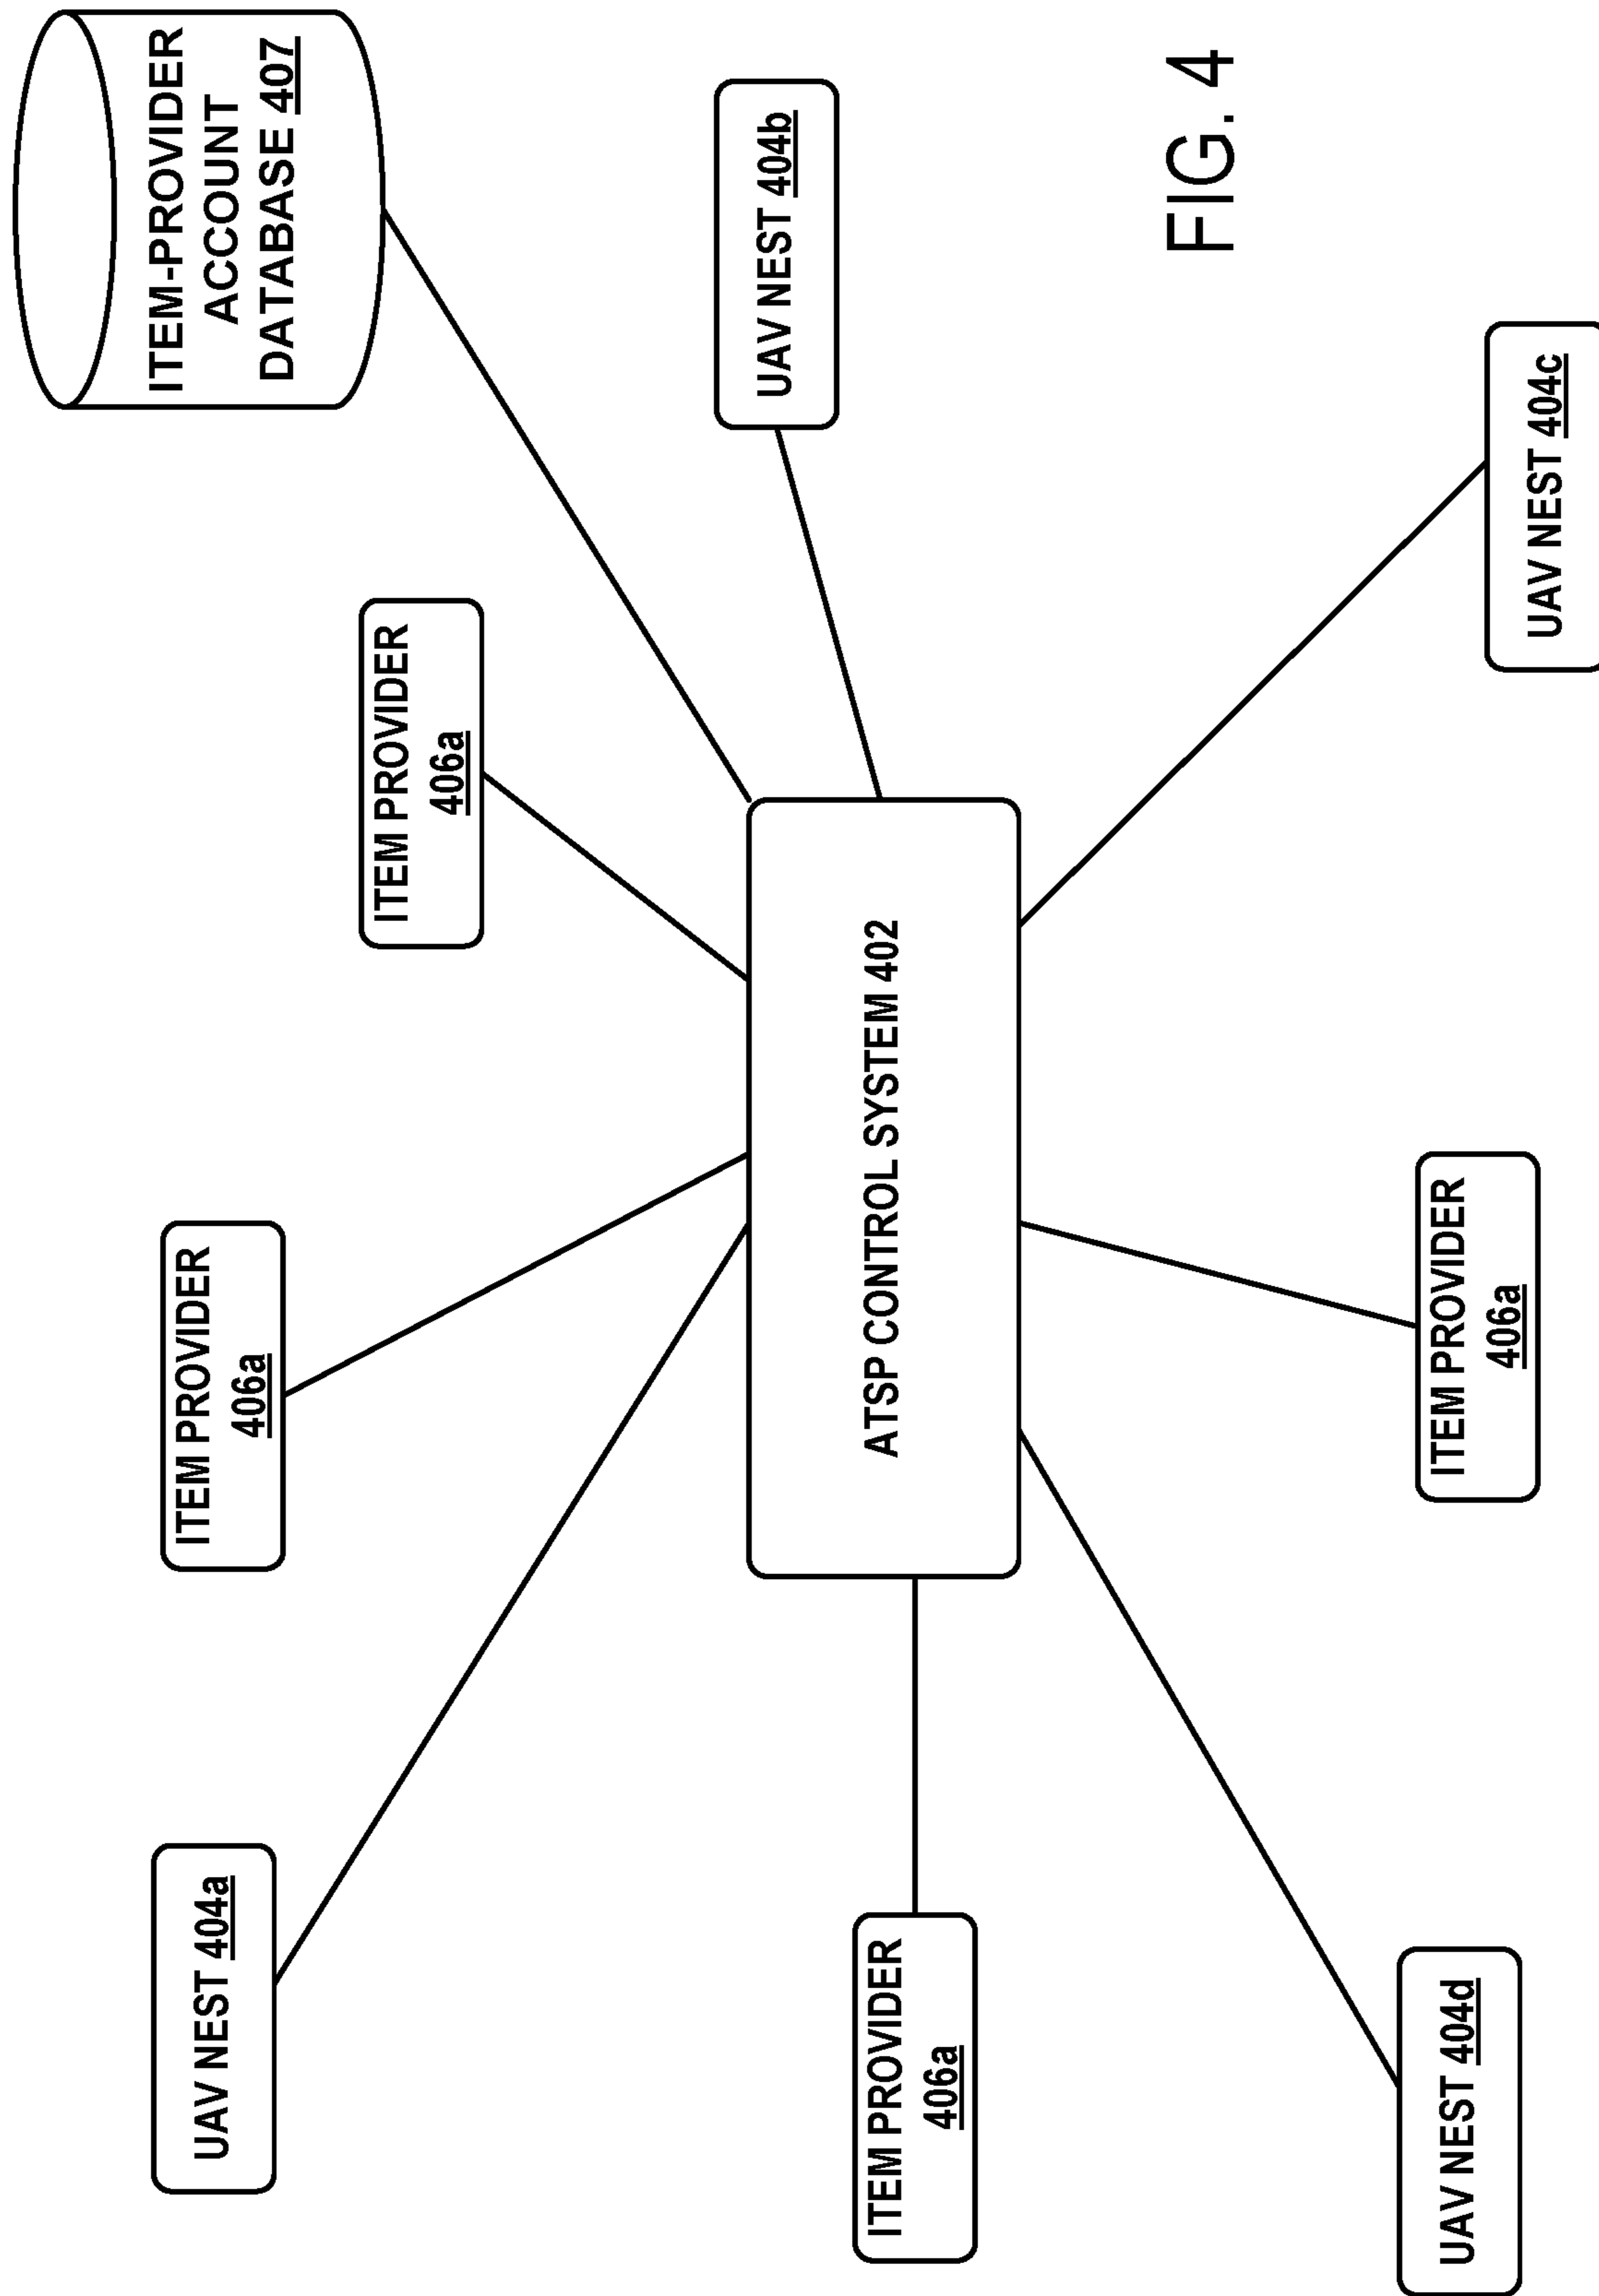 ITEM-PROVIDER
ACCOUNT
DATABASE 407
UAV NEST 404a
ITEM PROVIDER
406a
ITEM PROVIDER
406a
UAV NEST 404b
ITEM PROVIDER
406a
ATSP CONTROL SYSTEM 402
UAV NEST 404d
ITEM PROVIDER
406a
UAV NEST 404c
FIG. 4